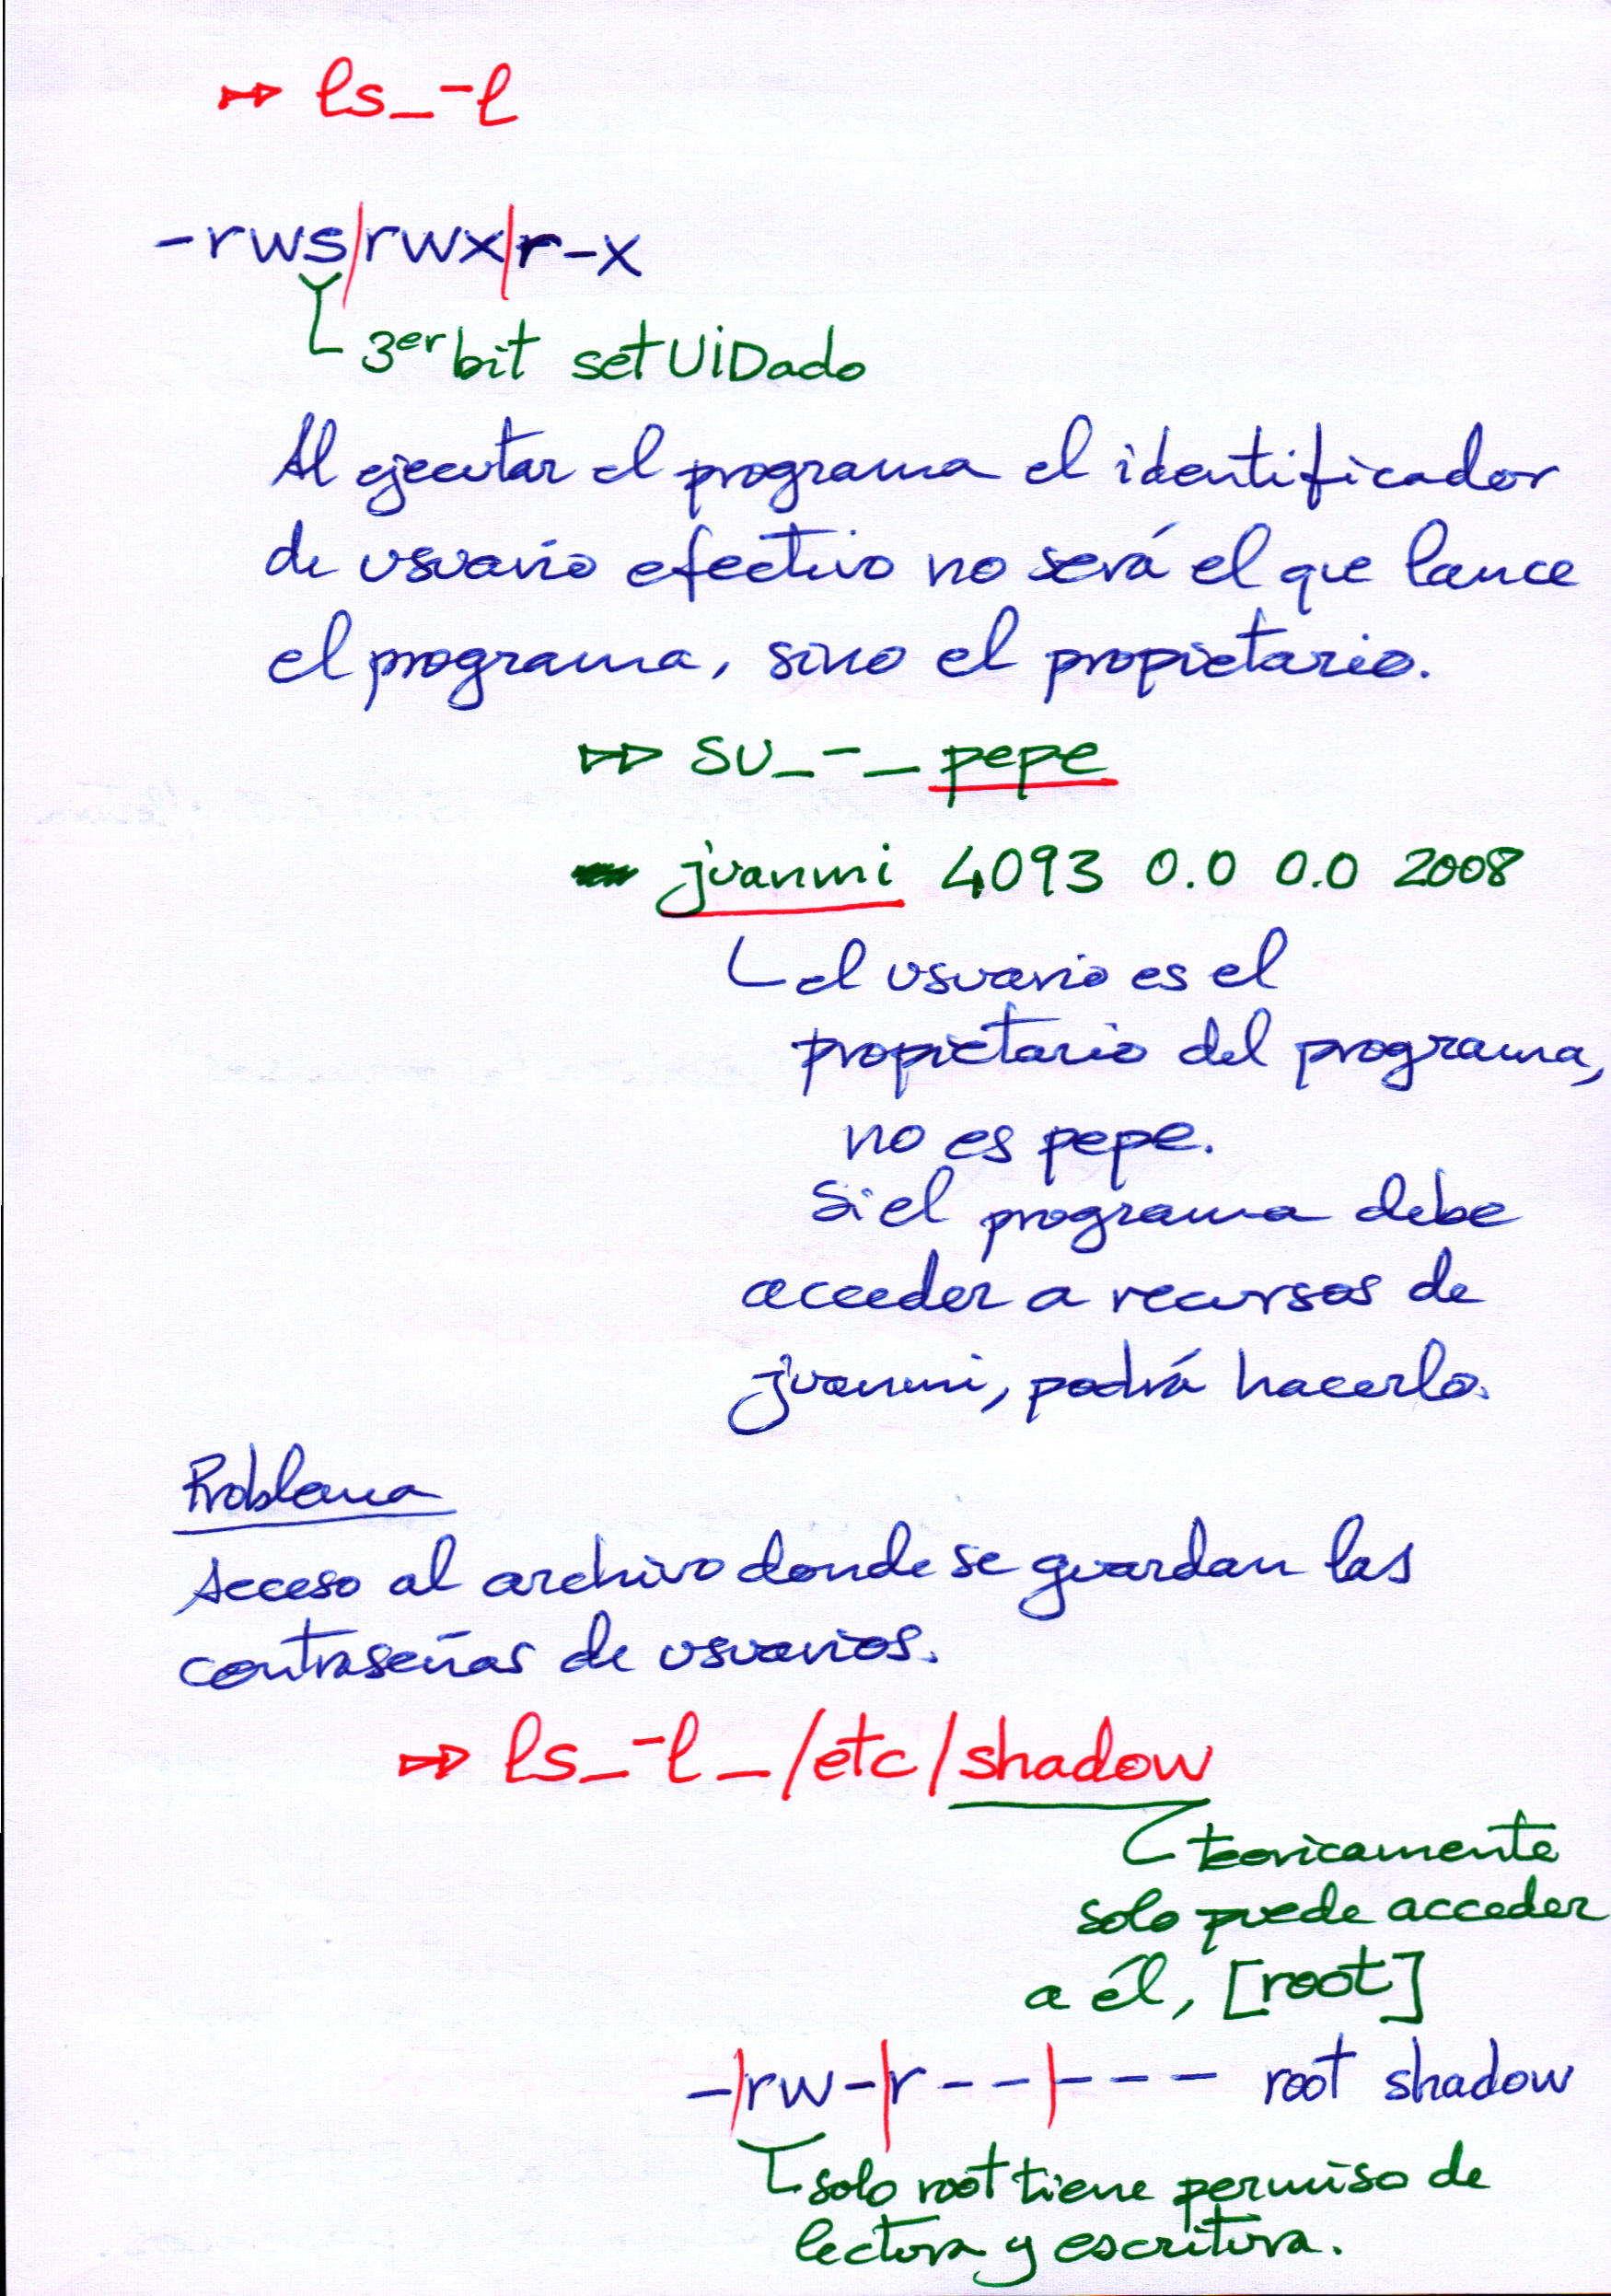 ↦ ls_-l
-rws|rwx|r-x
3er bit setUiDado
Al ejecutar el programa el identificador
de usuario efectivo no será el que lance
el programa, sino el propietario.
▷▷ su_-_pepe
juanmi 4093 0.0 0.0 2008
el usuario es el
propietario del programa,
no es pepe.
Si el programa debe
acceder a recursos de
juanmi, podrá hacerlo.
Problema
Acceso al archivo donde se guardan las
contraseñas de usuarios.
▷▷ ls_-l_/etc/shadow
teoricamente
solo puede acceder
a él, [root]
-|rw-|r--|--- root shadow
solo root tiene permiso de
lectura y escritura.